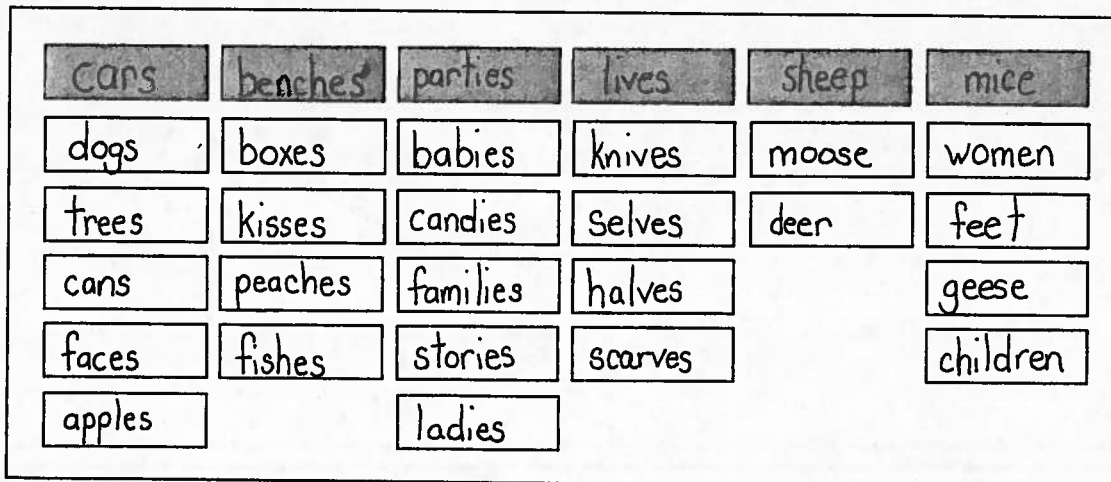 cars benches parties lives sheep mice
dogs boxes babies knives moose women
trees kisses candies selves deer feet
cans peaches families halves geese
faces fishes stories scarves children
apples ladies